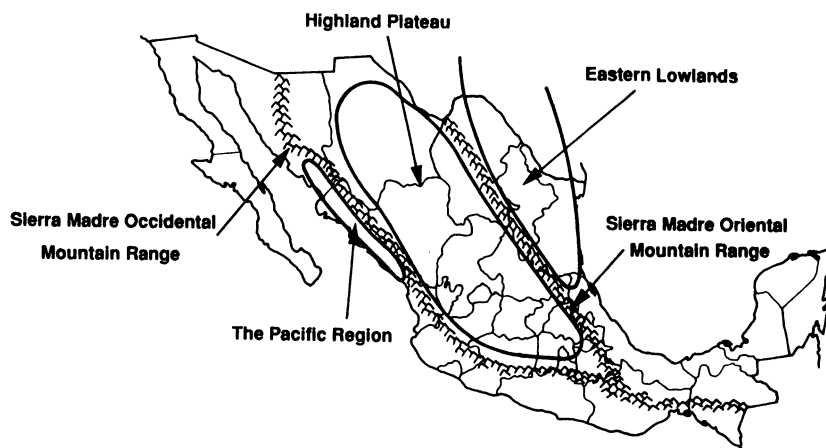 Highland Plateau
Eastern Lowlands
Sierra Madre Occidental
Mountain Range
Sierra Madre Oriental
Mountain Range
The Pacific Region